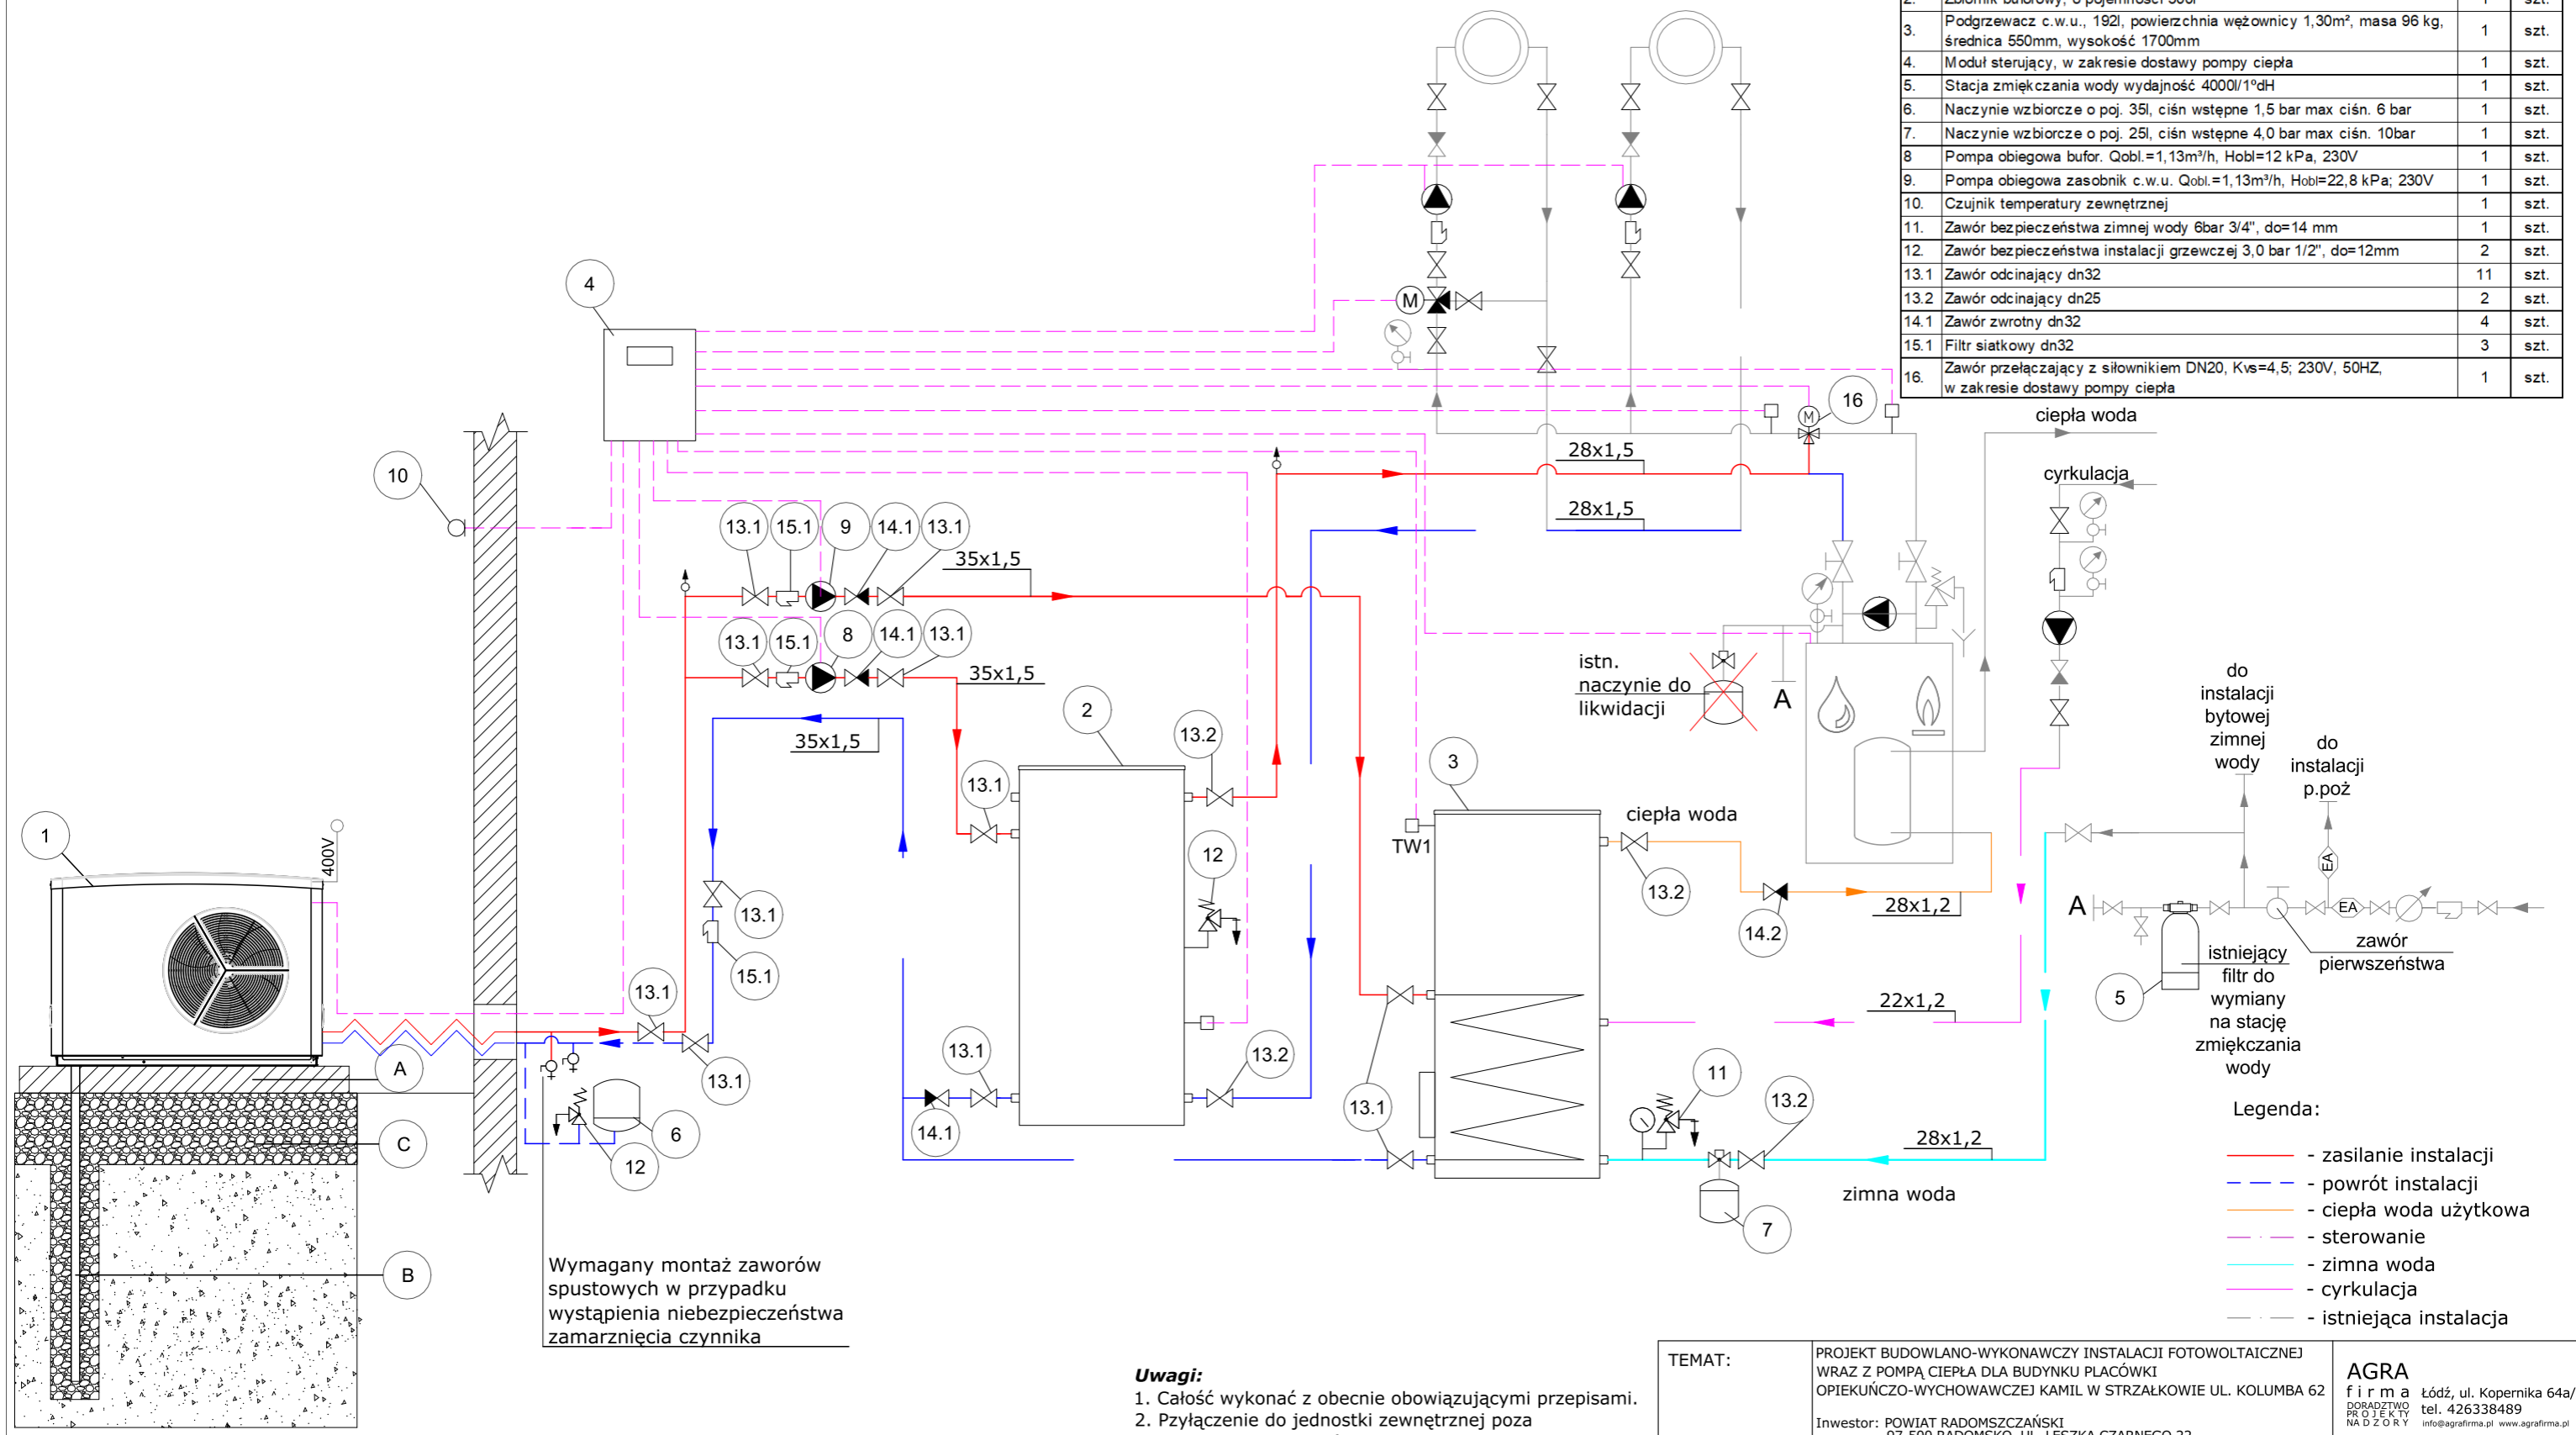 2. Zbiornik buforowy, o pojemności 500l 1 szt.
3. Podgrzewacz c.w.u., 192l, powierzchnia wężownicy 1,30m², masa 96 kg, 1 szt.
średnica 550mm, wysokość 1700mm
4. Moduł sterujący, w zakresie dostawy pompy ciepła 1 szt.
5. Stacja zmiękczania wody wydajność 4000l/1ºdH 1 szt.
6. Naczynie wzbiorcze o poj. 35l, ciśn wstępne 1,5 bar max ciśn. 6 bar 1 szt.
7. Naczynie wzbiorcze o poj. 25l, ciśn wstępne 4,0 bar max ciśn. 10bar 1 szt.
8 Pompa obiegowa bufor. Qobl.=1,13m³/h, Hobl=12 kPa, 230V 1 szt.
9. Pompa obiegowa zasobnik c.w.u. Qobl.=1,13m³/h, Hobl=22,8 kPa; 230V 1 szt.
10. Czujnik temperatury zewnętrznej 1 szt.
11. Zawór bezpieczeństwa zimnej wody 6bar 3/4", do=14 mm 1 szt.
12. Zawór bezpieczeństwa instalacji grzewczej 3,0 bar 1/2", do=12mm 2 szt.
13.1 Zawór odcinający dn32 11 szt.
13.2 Zawór odcinający dn25 2 szt.
14.1 Zawór zwrotny dn32 4 szt.
15.1 Filtr siatkowy dn32 3 szt.
16. Zawór przełączający z siłownikiem DN20, Kvs=4,5; 230V, 50HZ, 1 szt.
w zakresie dostawy pompy ciepła
4
M
M
16
ciepła woda
10
28x1,5
cyrkulacja
13.1 15.1 9 14.1 13.1
28x1,5
35x1,5
13.1 15.1 8 14.1 13.1
35x1,5
istn.
naczynie do
likwidacji
A
do
instalacji
bytowej
zimnej
wody
do
instalacji
p.poż
2
13.2
35x1,5
3
13.1
ciepła woda
1
400V
TW1
12
13.2
EA
13.1
14.2
28x1,2
A
EA
15.1
zawór
pierwszeństwa
istniejący
filtr do
wymiany
na stację
zmiękczania
wody
5
13.1
22x1,2
13.1
13.2
A
13.1
11
13.2
13.1
Legenda:
6
14.1
C
12
28x1,2
- zasilanie instalacji
- powrót instalacji
zimna woda
- ciepła woda użytkowa
7
- sterowanie
B
- zimna woda
- cyrkulacja
- istniejąca instalacja
Wymagany montaż zaworów
spustowych w przypadku
wystąpienia niebezpieczeństwa
zamarznięcia czynnika
Uwagi:
1. Całość wykonać z obecnie obowiązującymi przepisami.
2. Pzyłączenie do jednostki zewnętrznej poza
TEMAT:
PROJEKT BUDOWLANO-WYKONAWCZY INSTALACJI FOTOWOLTAICZNEJ
WRAZ Z POMPĄ CIEPŁA DLA BUDYNKU PLACÓWKI
OPIEKUŃCZO-WYCHOWAWCZEJ KAMIL W STRZAŁKOWIE UL. KOLUMBA 62
Inwestor: POWIAT RADOMSZCZAŃSKI
97-500 RADOMSKO, UL. LESZKA CZARNEGO 22
AGRA
firma
DORADZTWO
PROJEKTY
NADZORY
Łódź, ul. Kopernika 64a/
tel. 426338489
info@agrafirma.pl www.agrafirma.pl